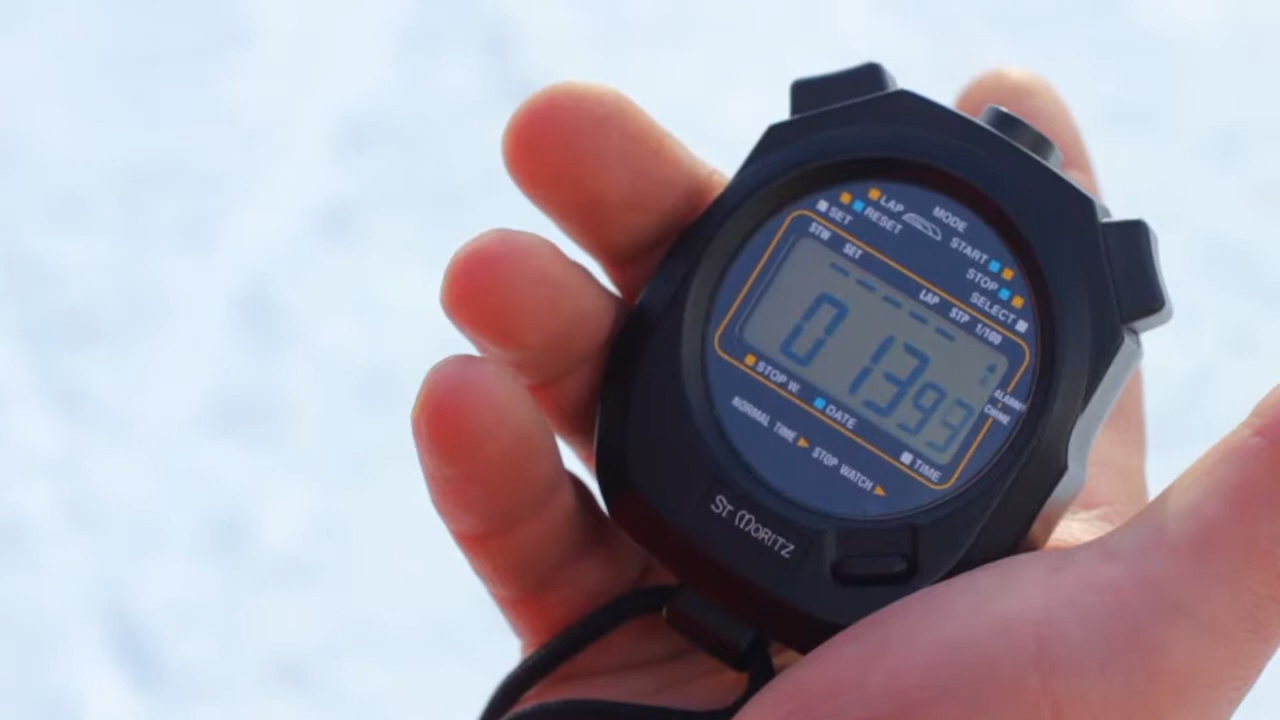 LAP MODE
SET RESET START
STOP
SELECT
STW SET LAP STP 1/100
0 13 93
ALARM
CHIME
STOP W. DATE TIME
NORMAL TIME ▶ STOP WATCH ▶
ST MORITZ